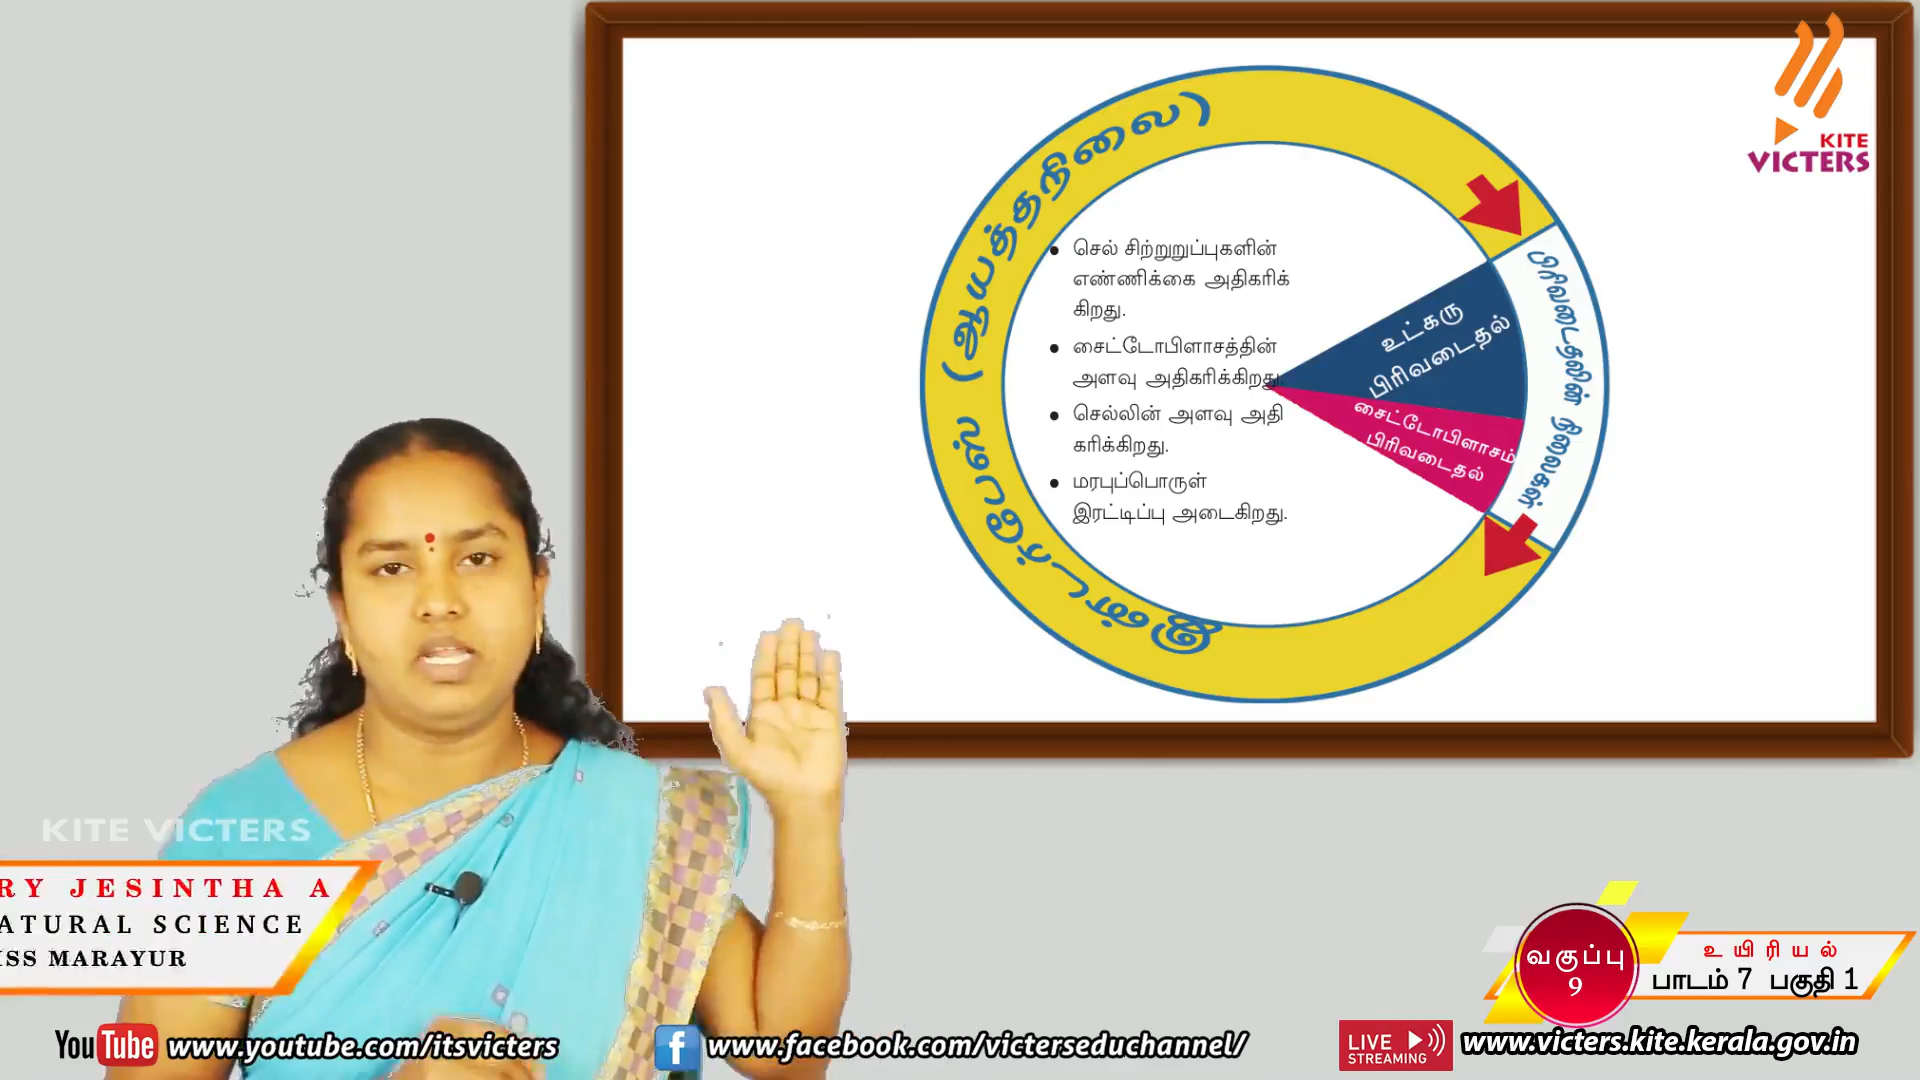 KITE
VICTERS
இன்டர்பேஸ் (ஆயத்தநிலை)
• செல் சிற்றுறுப்புகளின்
எண்ணிக்கை அதிகரிக்
கிறது.
• சைட்டோபிளாசத்தின்
அளவு அதிகரிக்கிறது.
• செல்லின் அளவு அதி
கரிக்கிறது.
• மரபுப்பொருள்
இரட்டிப்பு அடைகிறது.
உட்கரு
பிரிவடைதல்
சைட்டோபிளாசம்
பிரிவடைதல்
பிரிவடைதலின் நிலைகள்
KITE VICTERS
RY JESINTHA A
ATURAL SCIENCE
ISS MARAYUR
வகுப்பு
9
உயிரியல்
பாடம் 7 பகுதி 1
YouTube www.youtube.com/itsvicters
f www.facebook.com/victerseduchannel/
LIVE
STREAMING
www.victers.kite.kerala.gov.in